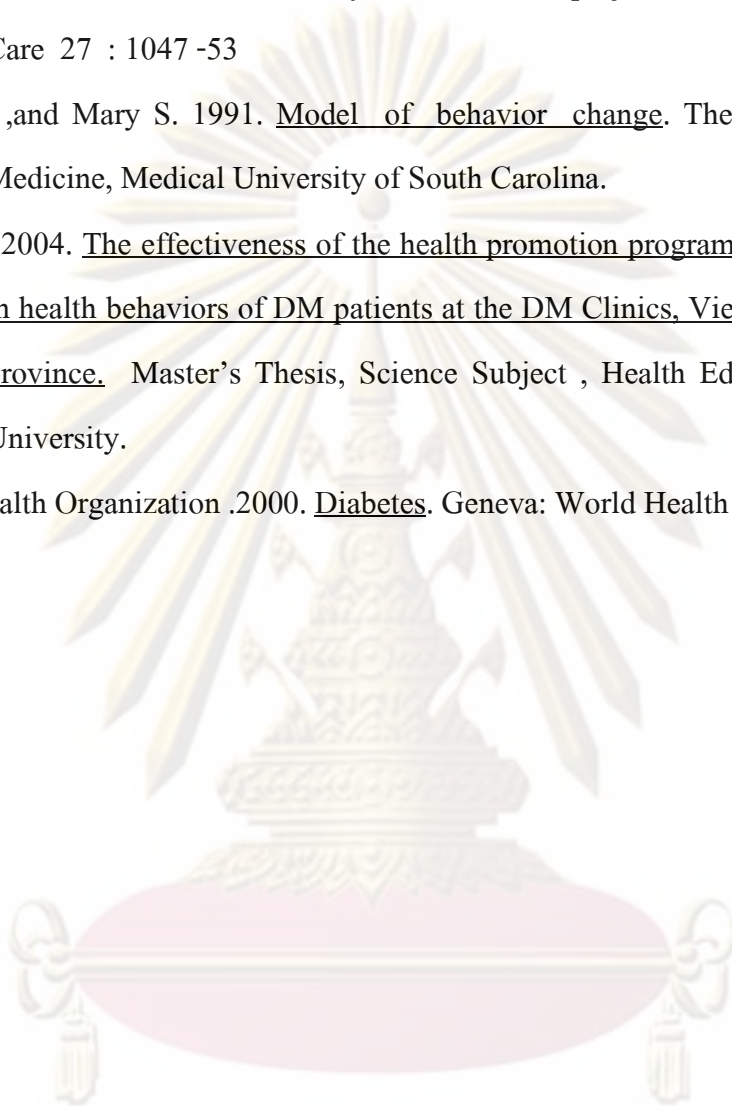 Care 27 : 1047 -53
,and Mary S. 1991. Model of behavior change. The
Medicine, Medical University of South Carolina.
2004. The effectiveness of the health promotion program
health behaviors of DM patients at the DM Clinics, Vie
rovince. Master’s Thesis, Science Subject , Health Ed
University.
alth Organization .2000. Diabetes. Geneva: World Health